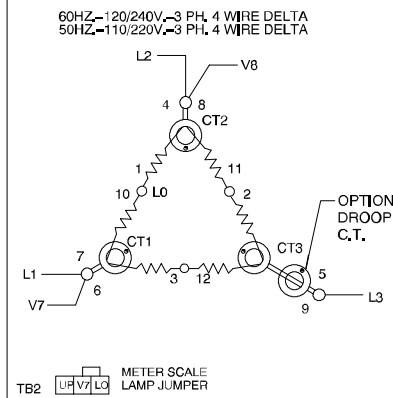 60HZ.-120/240V.-3 PH. 4 WIRE DELTA
50HZ.-110/220V.-3 PH. 4 WIRE DELTA
L2
V8
4
8
CT2
1
11
10
L0
2
OPTION
DROOP
C.T.
7
CT1
CT3
L1
6
3
12
5
V7
9
L3
METER SCALE
TB2
UP
V7
LO
LAMP JUMPER